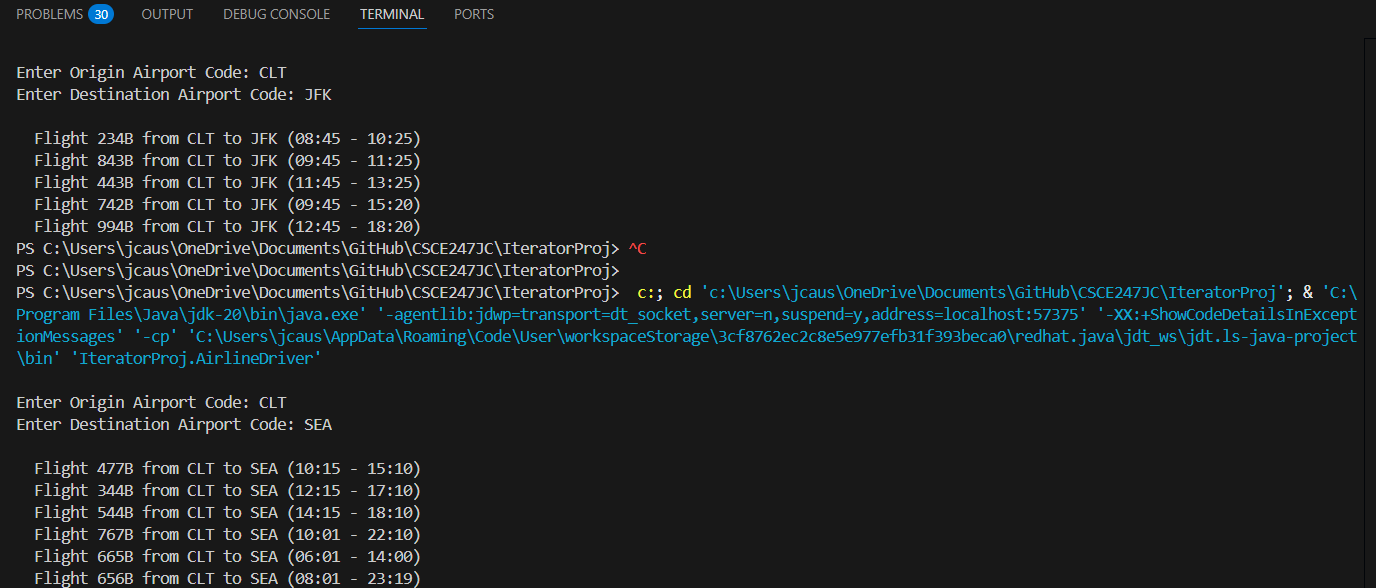 PROBLEMS 30 OUTPUT DEBUG CONSOLE TERMINAL PORTS
Enter Origin Airport Code: CLT
Enter Destination Airport Code: JFK
Flight 234B from CLT to JFK (08:45 - 10:25)
Flight 843B from CLT to JFK (09:45 - 11:25)
Flight 443B from CLT to JFK (11:45 - 13:25)
Flight 742B from CLT to JFK (09:45 - 15:20)
Flight 994B from CLT to JFK (12:45 - 18:20)
PS C:\Users\jcaus\OneDrive\Documents\GitHub\CSCE247JC\IteratorProj> ^C
PS C:\Users\jcaus\OneDrive\Documents\GitHub\CSCE247JC\IteratorProj>
PS C:\Users\jcaus\OneDrive\Documents\GitHub\CSCE247JC\IteratorProj>  c:; cd 'c:\Users\jcaus\OneDrive\Documents\GitHub\CSCE247JC\IteratorProj'; & 'C:\
Program Files\Java\jdk-20\bin\java.exe' '-agentlib:jdwp=transport=dt_socket,server=n,suspend=y,address=localhost:57375' '-XX:+ShowCodeDetailsInExcept
ionMessages' '-cp' 'C:\Users\jcaus\AppData\Roaming\Code\User\workspaceStorage\3cf8762ec2c8e5e977efb31f393beca0\redhat.java\jdt_ws\jdt.ls-java-project
\bin' 'IteratorProj.AirlineDriver'
Enter Origin Airport Code: CLT
Enter Destination Airport Code: SEA
Flight 477B from CLT to SEA (10:15 - 15:10)
Flight 344B from CLT to SEA (12:15 - 17:10)
Flight 544B from CLT to SEA (14:15 - 18:10)
Flight 767B from CLT to SEA (10:01 - 22:10)
Flight 665B from CLT to SEA (06:01 - 14:00)
Flight 656B from CLT to SEA (08:01 - 23:19)